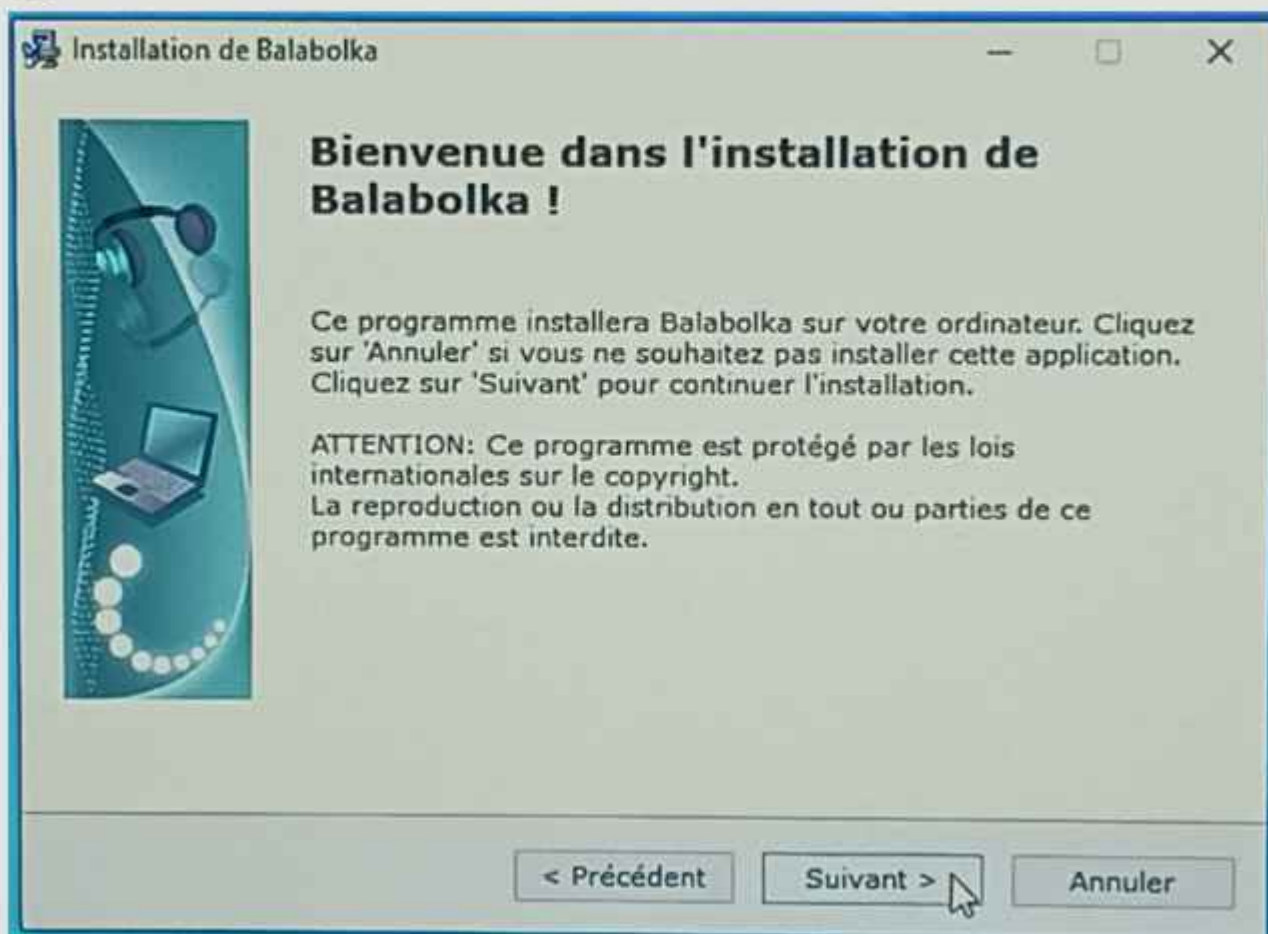 Installation de Balabolka
Bienvenue dans l'installation de
Balabolka !
Ce programme installera Balabolka sur votre ordinateur. Cliquez
sur 'Annuler' si vous ne souhaitez pas installer cette application.
Cliquez sur 'Suivant' pour continuer l'installation.
ATTENTION: Ce programme est protégé par les lois
internationales sur le copyright.
La reproduction ou la distribution en tout ou parties de ce
programme est interdite.
< Précédent
Suivant >
Annuler